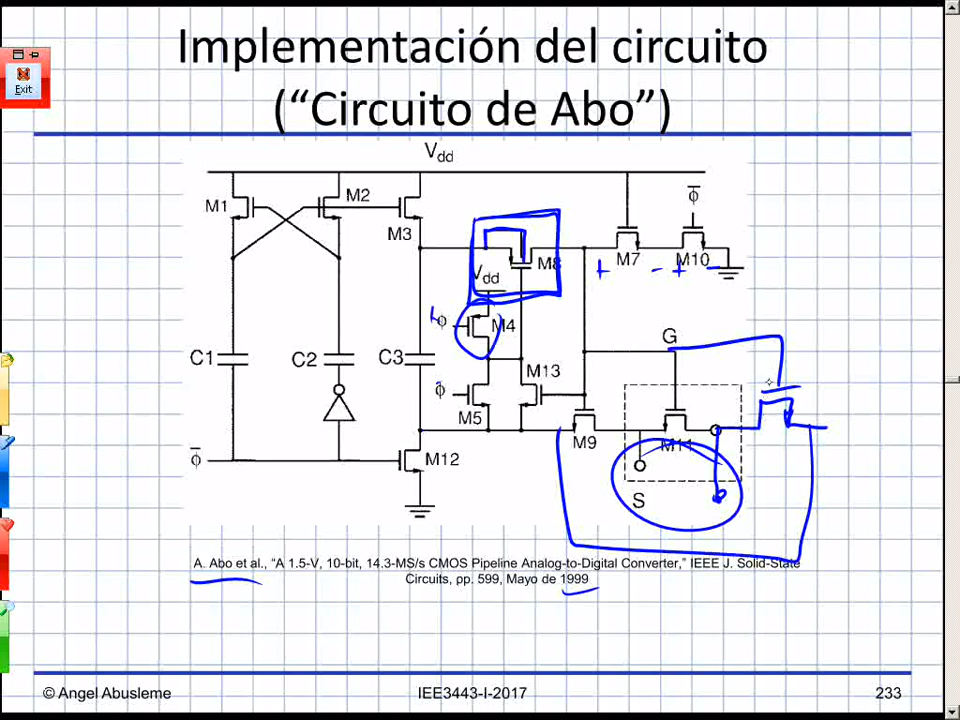 Implementación del circuito
(“Circuito de Abo”)
Exit
Vdd
M1
M2
M3
Φ̅
M8
M7
M10
+ - + -
Vdd
Φ
M4
G
C1
C2
C3
M13
Φ̅
M5
M9
M11
Φ̅
M12
S
A. Abo et al., “A 1.5-V, 10-bit, 14.3-MS/s CMOS Pipeline Analog-to-Digital Converter,” IEEE J. Solid-State
Circuits, pp. 599, Mayo de 1999
© Angel Abusleme
IEE3443-I-2017
233